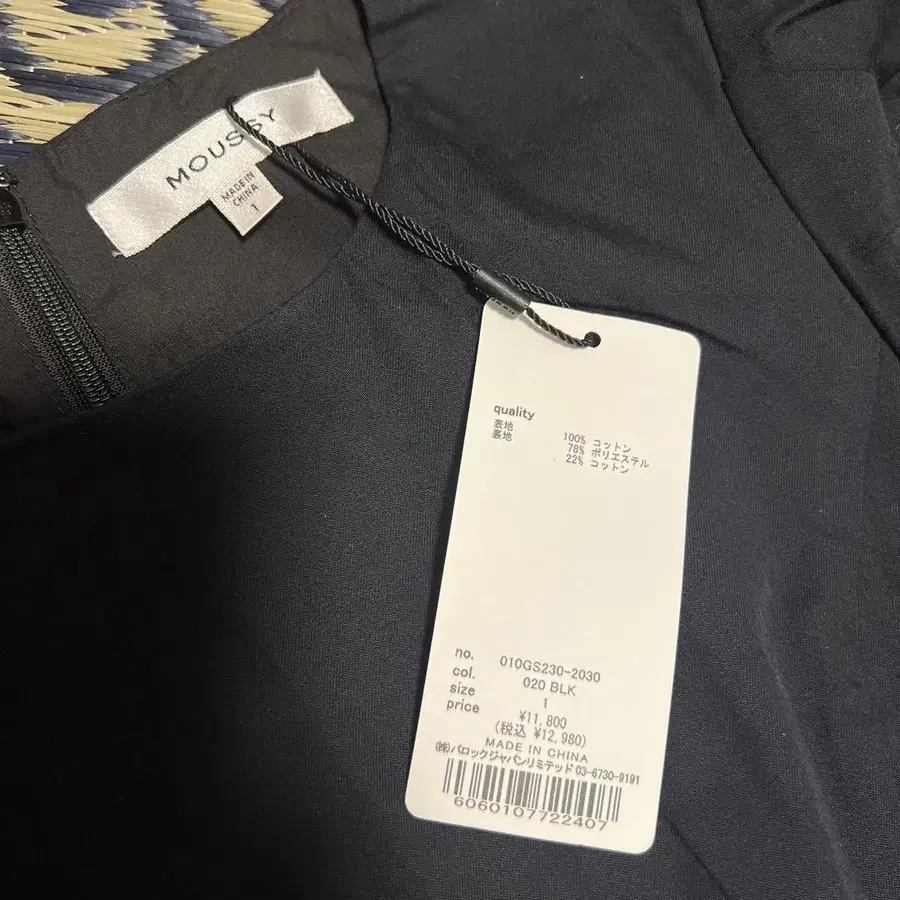 MOUSSY
MADE IN
CHINA
1
quality
表地 100% コットン
裏地 78% ポリエステル
22% コットン
no. 010GS230-2030
col. 020 BLK
size 1
price ¥11,800
(税込 ¥12,980)
MADE IN CHINA
(株)バロックジャパンリミテッド 03-6730-9191
6060107722407